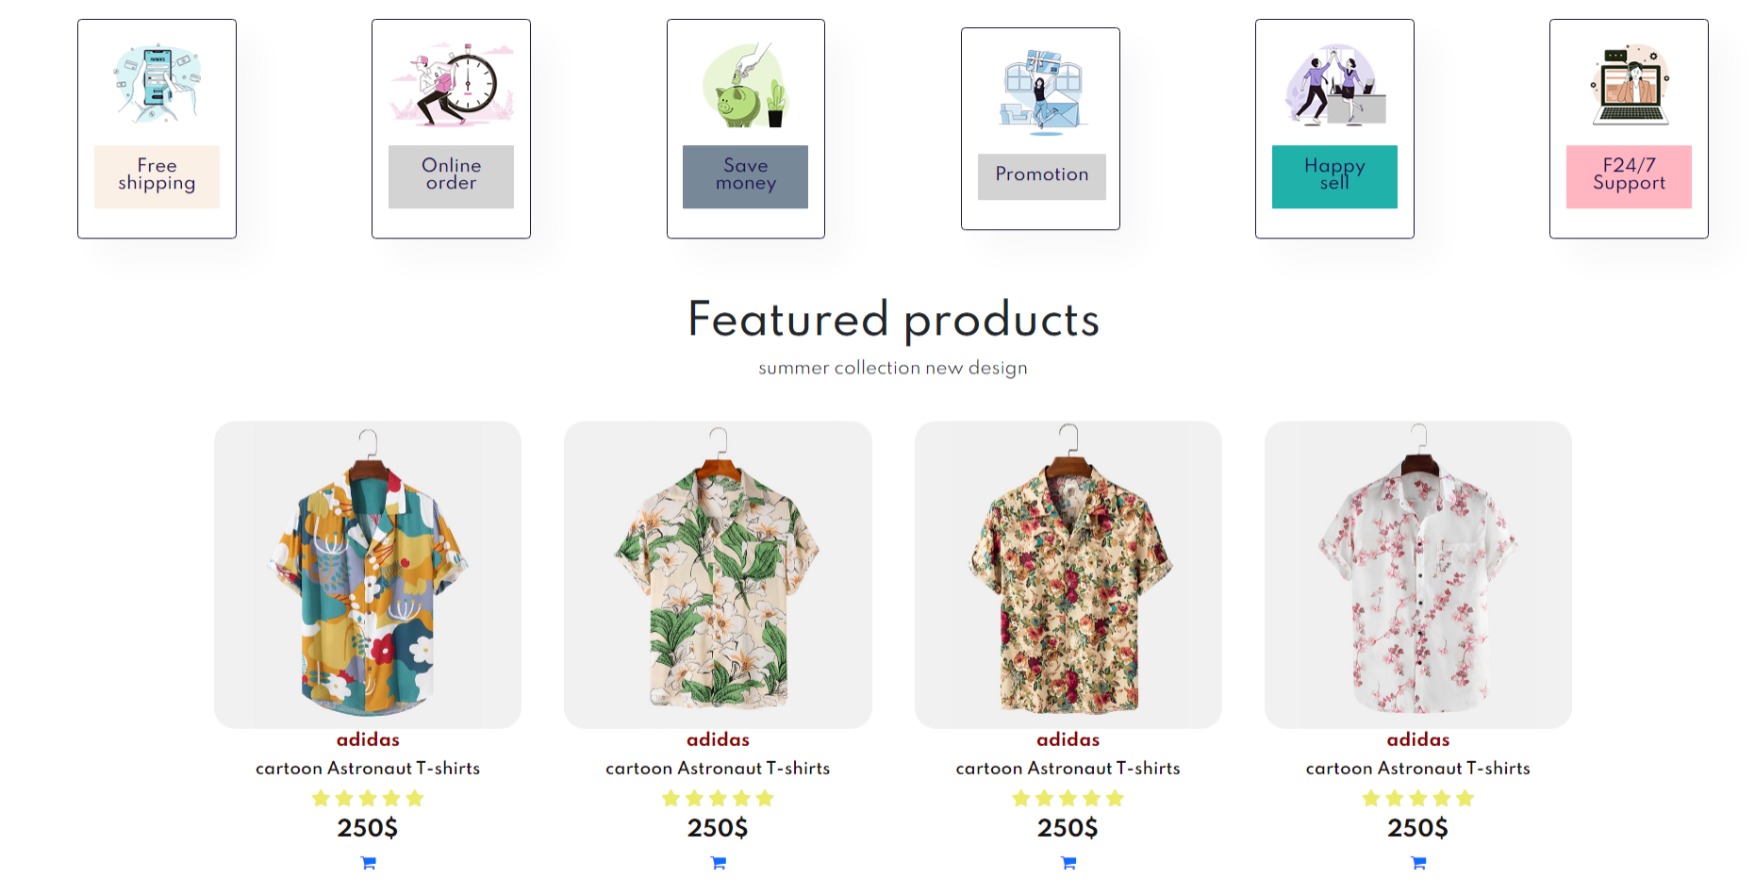 Free
shipping
Online
order
Save
money
Promotion
Happy
sell
F24/7
Support
Featured products
summer collection new design
adidas
cartoon Astronaut T-shirts
250$
adidas
cartoon Astronaut T-shirts
250$
adidas
cartoon Astronaut T-shirts
250$
adidas
cartoon Astronaut T-shirts
250$